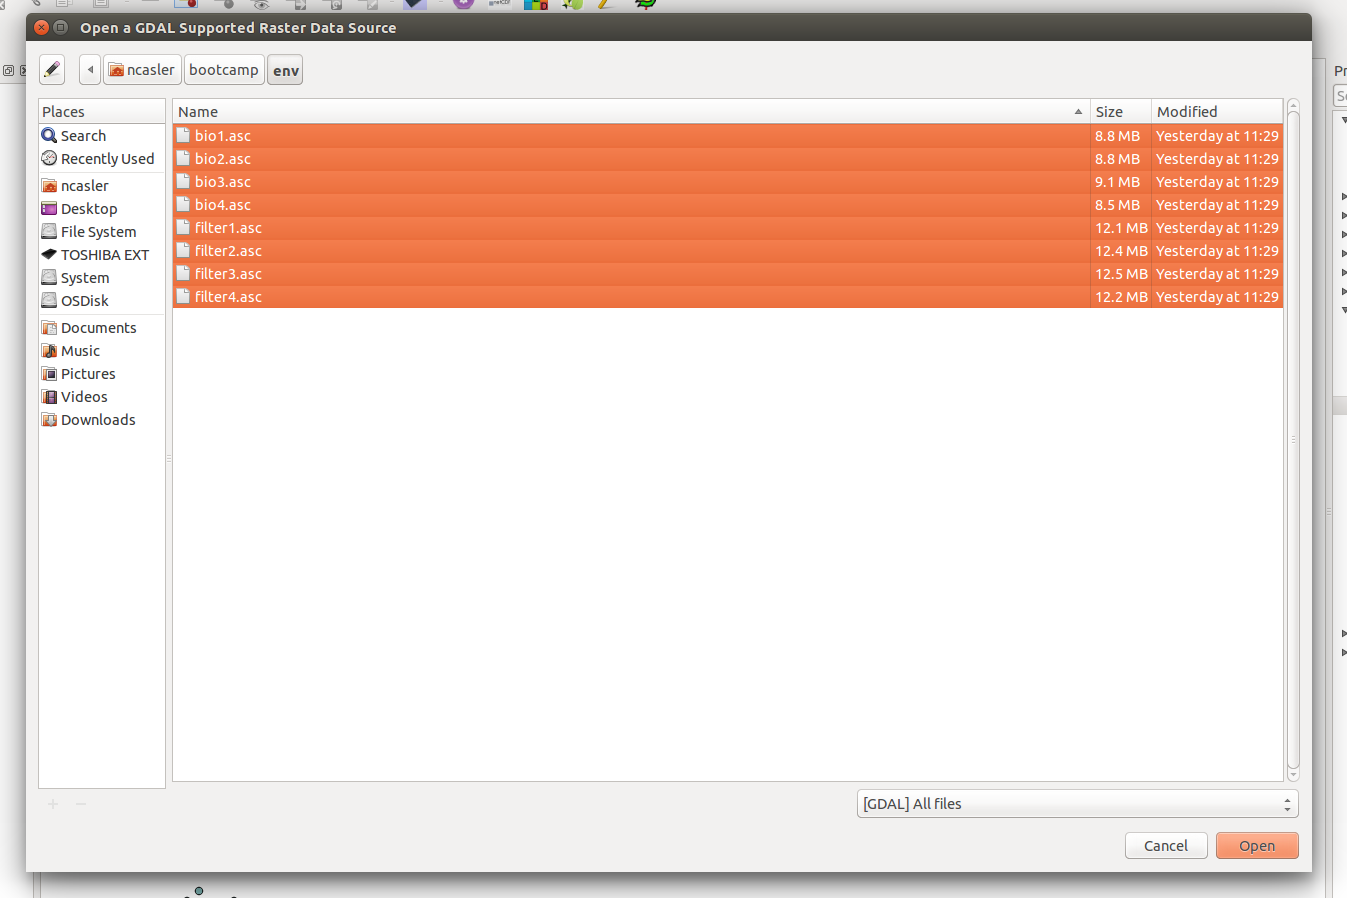 Open a GDAL Supported Raster Data Source
ncasler bootcamp env
Places
Search
Recently Used
ncasler
Desktop
File System
TOSHIBA EXT
System
OSDisk
Documents
Music
Pictures
Videos
Downloads
Name Size Modified
bio1.asc 8.8 MB Yesterday at 11:29
bio2.asc 8.8 MB Yesterday at 11:29
bio3.asc 9.1 MB Yesterday at 11:29
bio4.asc 8.5 MB Yesterday at 11:29
filter1.asc 12.1 MB Yesterday at 11:29
filter2.asc 12.4 MB Yesterday at 11:29
filter3.asc 12.5 MB Yesterday at 11:29
filter4.asc 12.2 MB Yesterday at 11:29
[GDAL] All files
Cancel Open